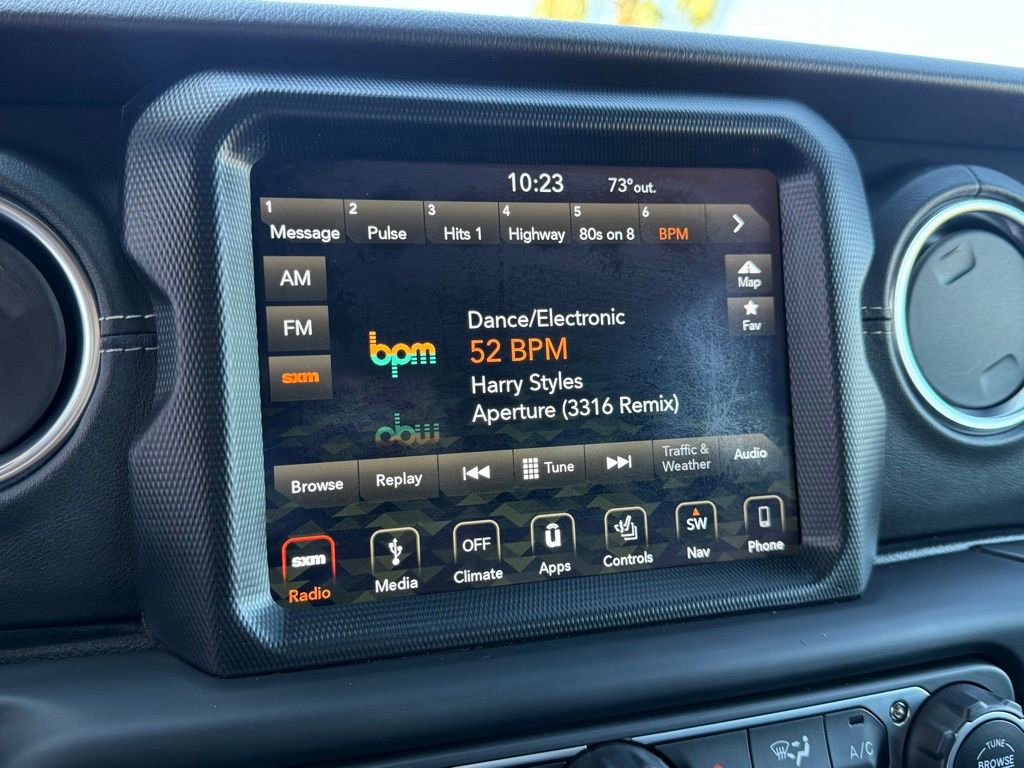 10:23 73°out.
1 2 3 4 5 6
Message Pulse Hits 1 Highway 80s on 8 BPM
AM
Map
FM
Fav
sxm
bpm
Dance/Electronic
52 BPM
Harry Styles
Aperture (3316 Remix)
Browse Replay Tune Traffic &
Weather Audio
sxm OFF SW
Radio Media Climate Apps Controls Nav Phone
A/C
TUNE
BROWSE